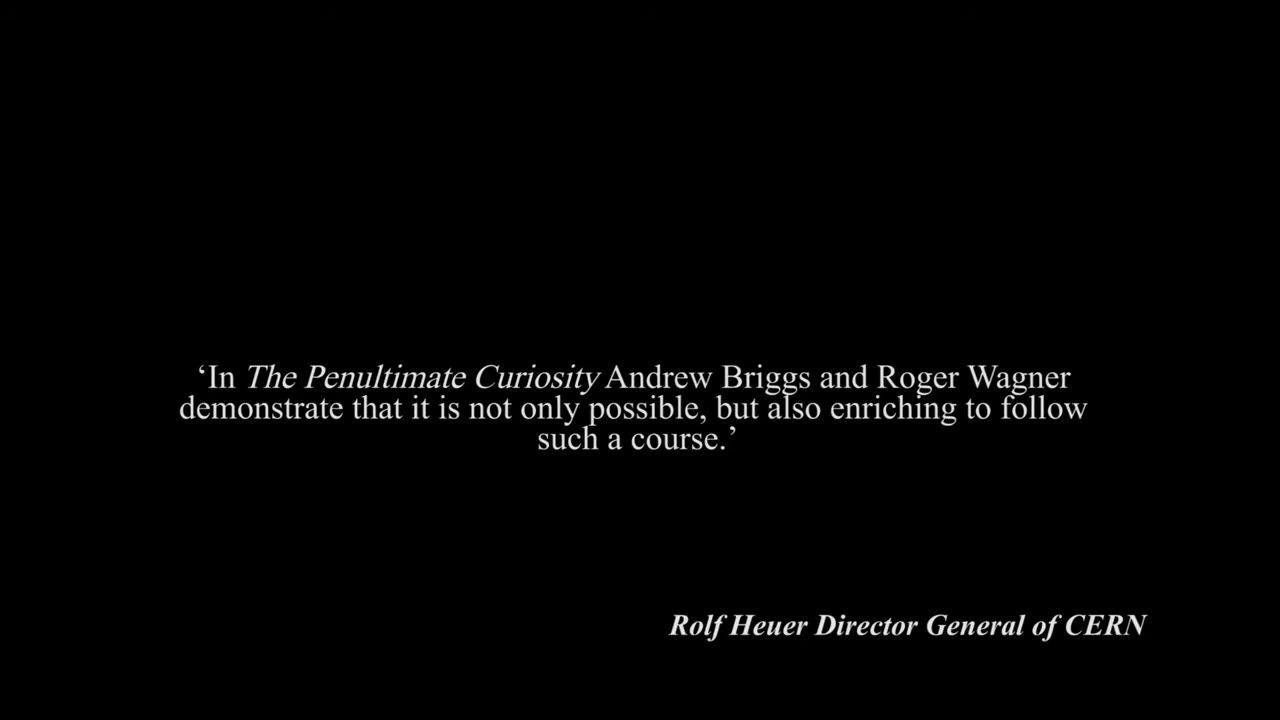 ‘In The Penultimate Curiosity Andrew Briggs and Roger Wagner
demonstrate that it is not only possible, but also enriching to follow
such a course.’
Rolf Heuer Director General of CERN